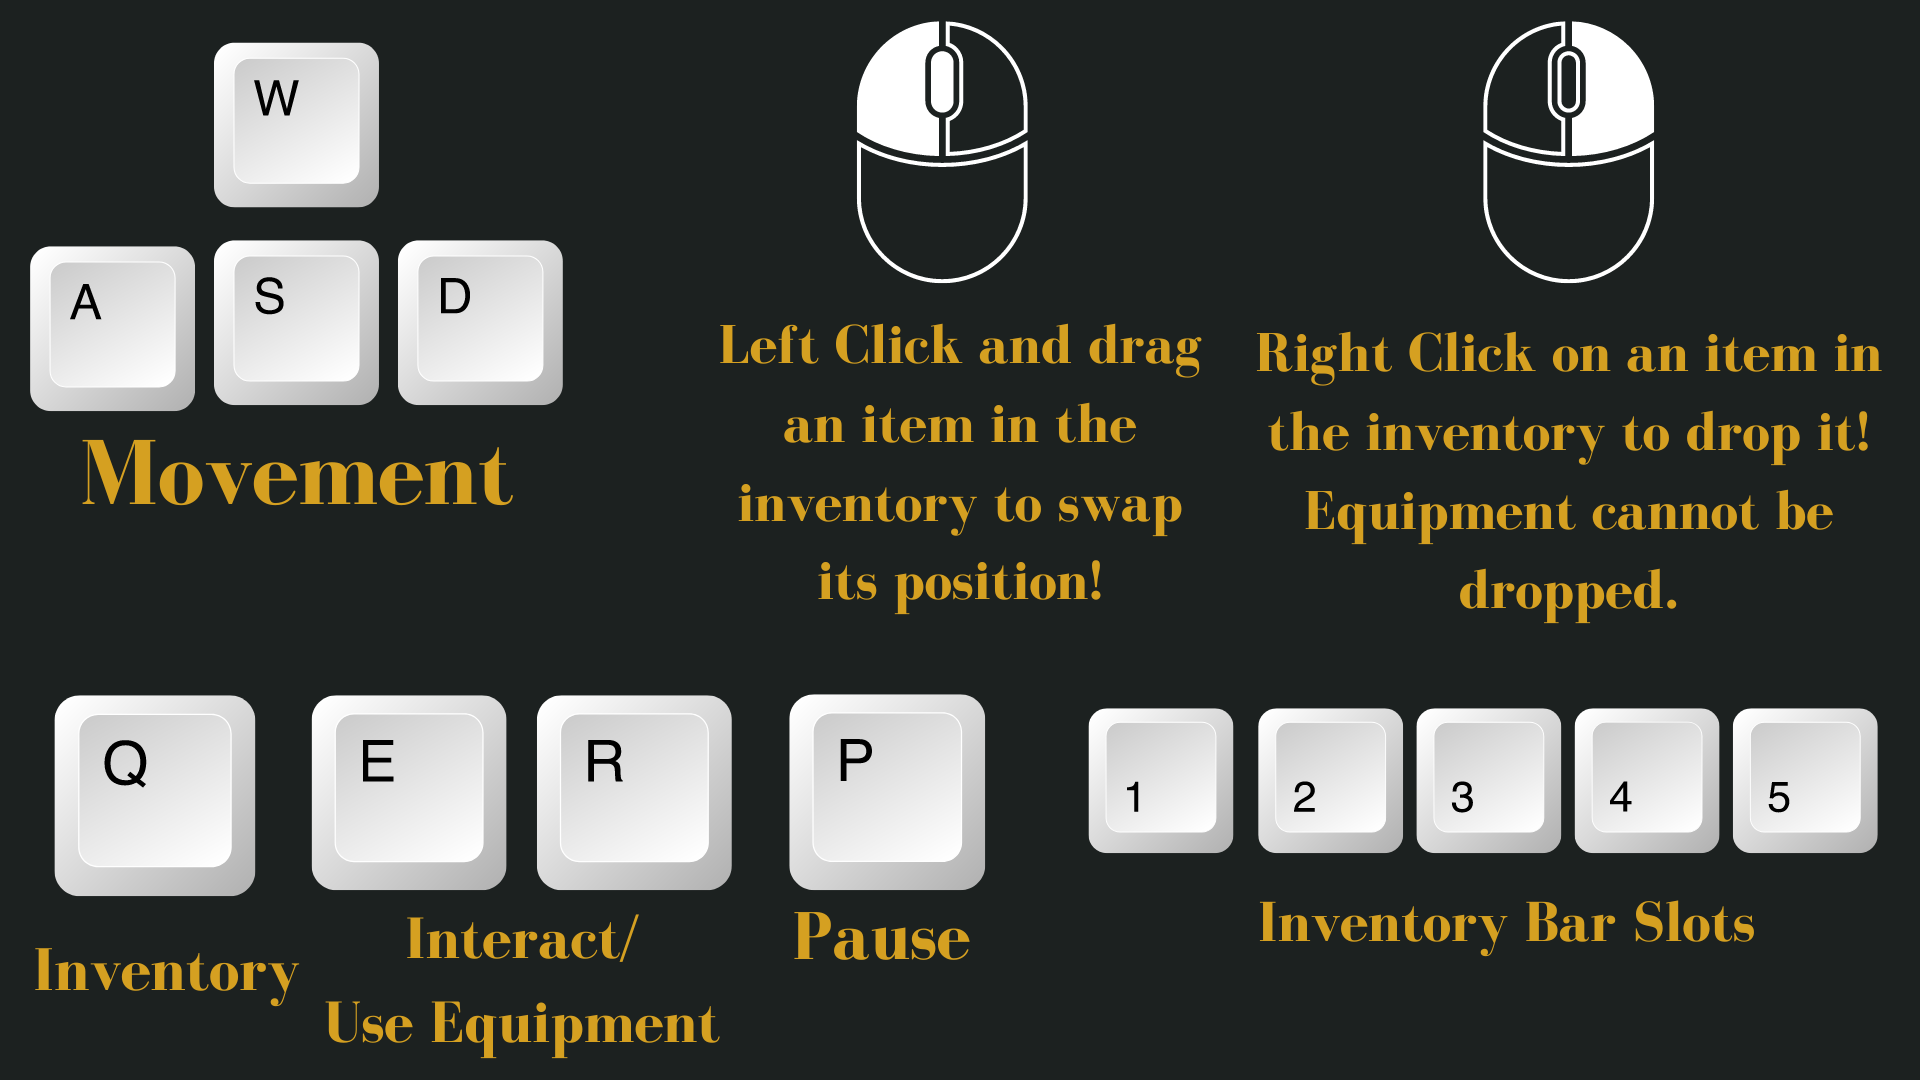 W
A S D
Movement
Left Click and drag
an item in the
inventory to swap
its position!
Right Click on an item in
the inventory to drop it!
Equipment cannot be
dropped.
Q
Inventory
E R
Interact/
Use Equipment
P
Pause
1 2 3 4 5
Inventory Bar Slots